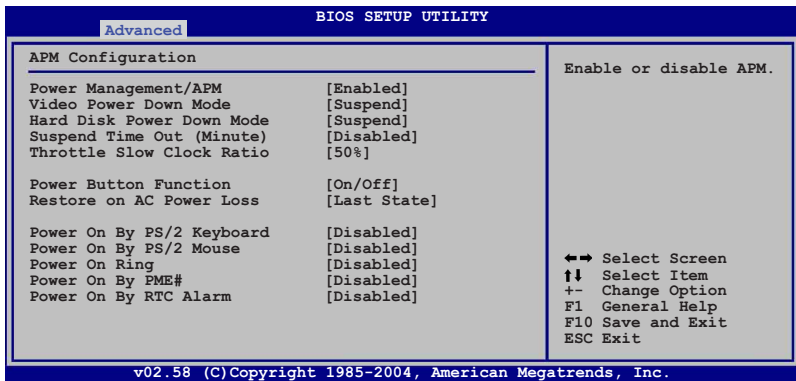 BIOS SETUP UTILITY
Advanced
APM Configuration
Power Management/APM [Enabled]
Video Power Down Mode [Suspend]
Hard Disk Power Down Mode [Suspend]
Suspend Time Out (Minute) [Disabled]
Throttle Slow Clock Ratio [50%]
Power Button Function [On/Off]
Restore on AC Power Loss [Last State]
Power On By PS/2 Keyboard [Disabled]
Power On By PS/2 Mouse [Disabled]
Power On Ring [Disabled]
Power On By PME# [Disabled]
Power On By RTC Alarm [Disabled]
Enable or disable APM.
←→ Select Screen
↑↓ Select Item
+- Change Option
F1 General Help
F10 Save and Exit
ESC Exit
v02.58 (C)Copyright 1985-2004, American Megatrends, Inc.